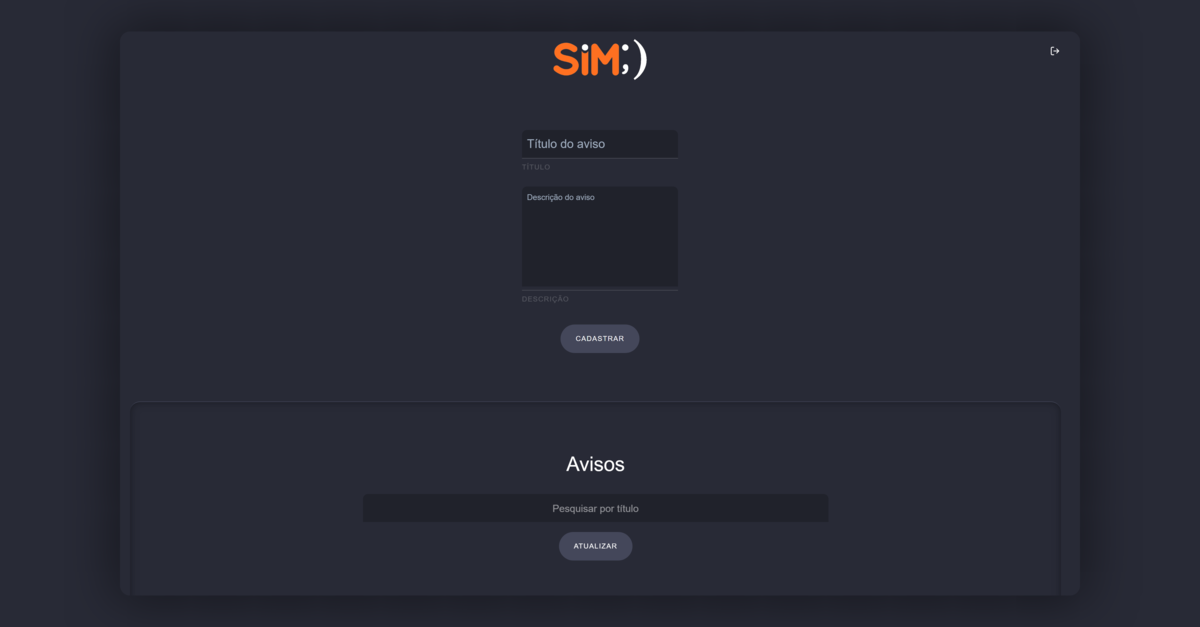 SiM;)
Título do aviso
TÍTULO
Descrição do aviso
DESCRIÇÃO
CADASTRAR
Avisos
Pesquisar por título
ATUALIZAR